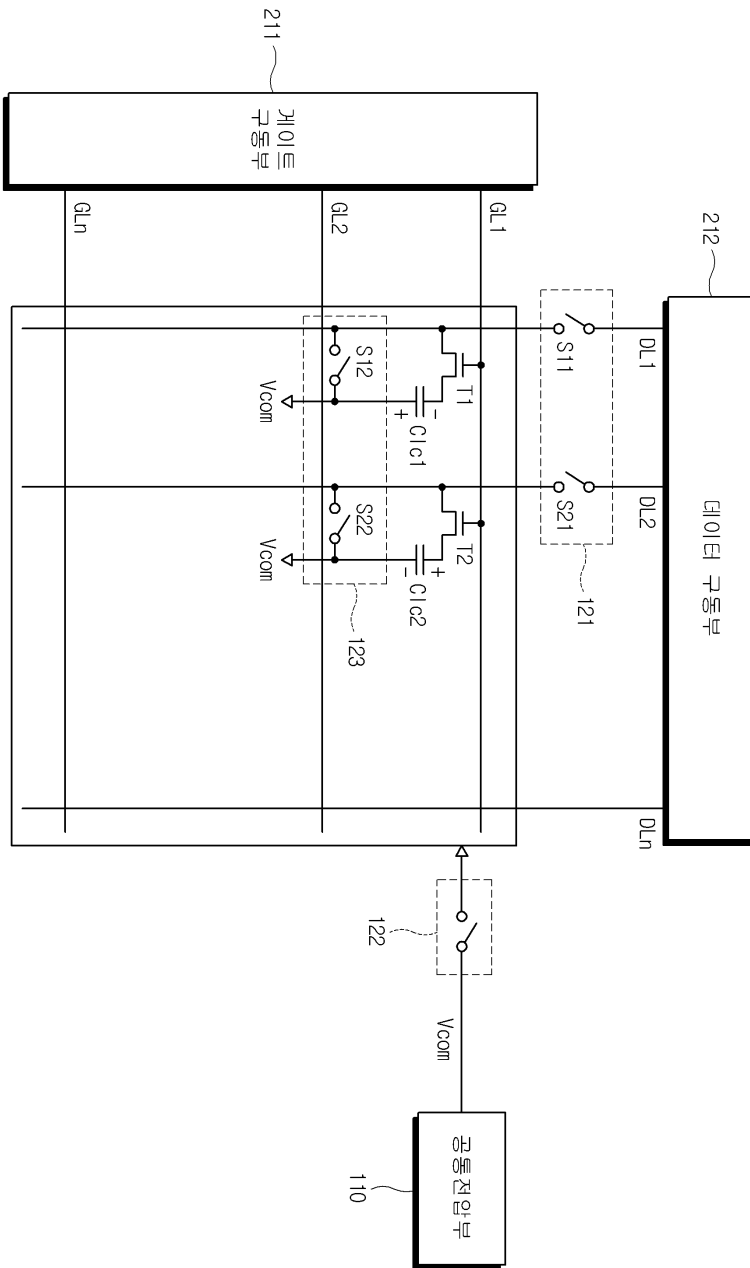 212
데이터 구동부
DL1
DL2
DLn
S11
S21
121
211
게이트
구동부
GL1
GL2
GLn
T1
T2
Clc1
Clc2
-
+
+
-
S12
S22
123
Vcom
Vcom
122
Vcom
공통전압부
110